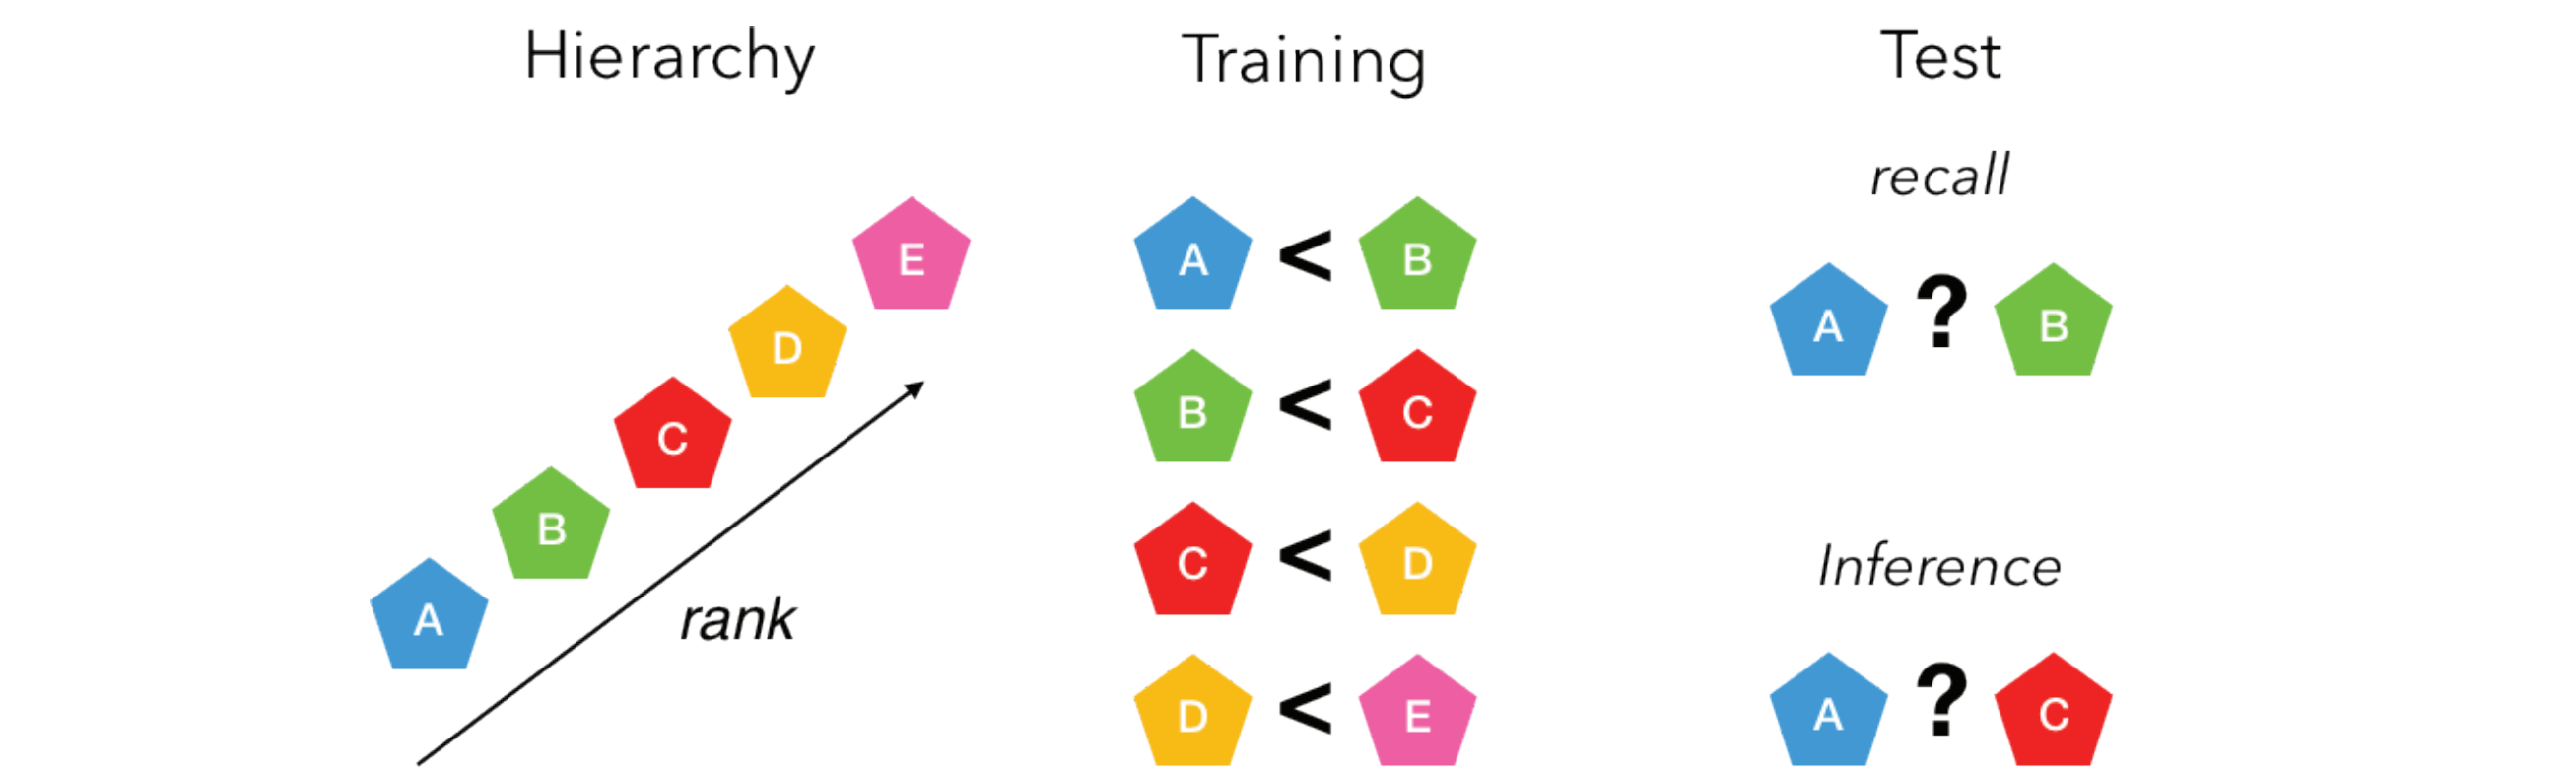 Hierarchy
A
B
C
D
E
rank
Training
A < B
B < C
C < D
D < E
Test
recall
A ? B
Inference
A ? C